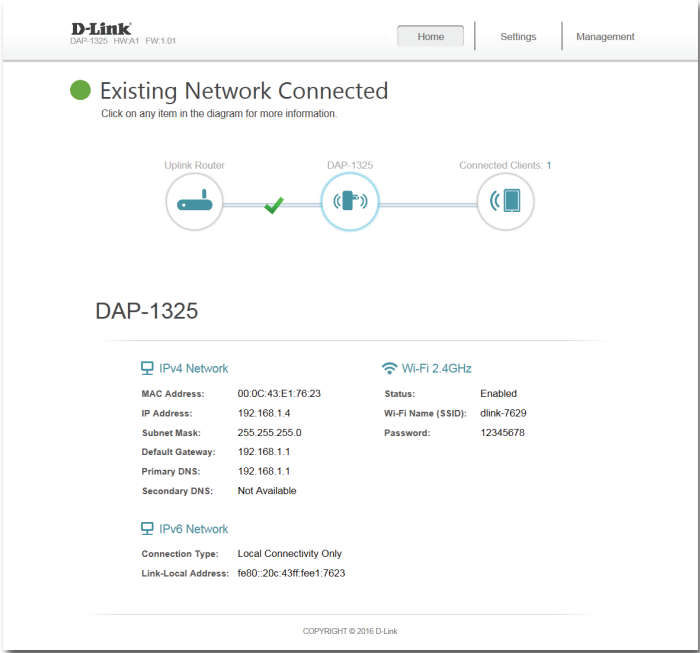 D-Link
DAP-1325 HW:A1 FW:1.01
Home
Settings
Management
Existing Network Connected
Click on any item in the diagram for more information.
Uplink Router
DAP-1325
Connected Clients: 1
DAP-1325
IPv4 Network
MAC Address: 00:0C:43:E1:76:23
IP Address: 192.168.1.4
Subnet Mask: 255.255.255.0
Default Gateway: 192.168.1.1
Primary DNS: 192.168.1.1
Secondary DNS: Not Available
Wi-Fi 2.4GHz
Status: Enabled
Wi-Fi Name (SSID): dlink-7629
Password: 12345678
IPv6 Network
Connection Type: Local Connectivity Only
Link-Local Address: fe80::20c:43ff:fee1:7623
COPYRIGHT © 2016 D-Link